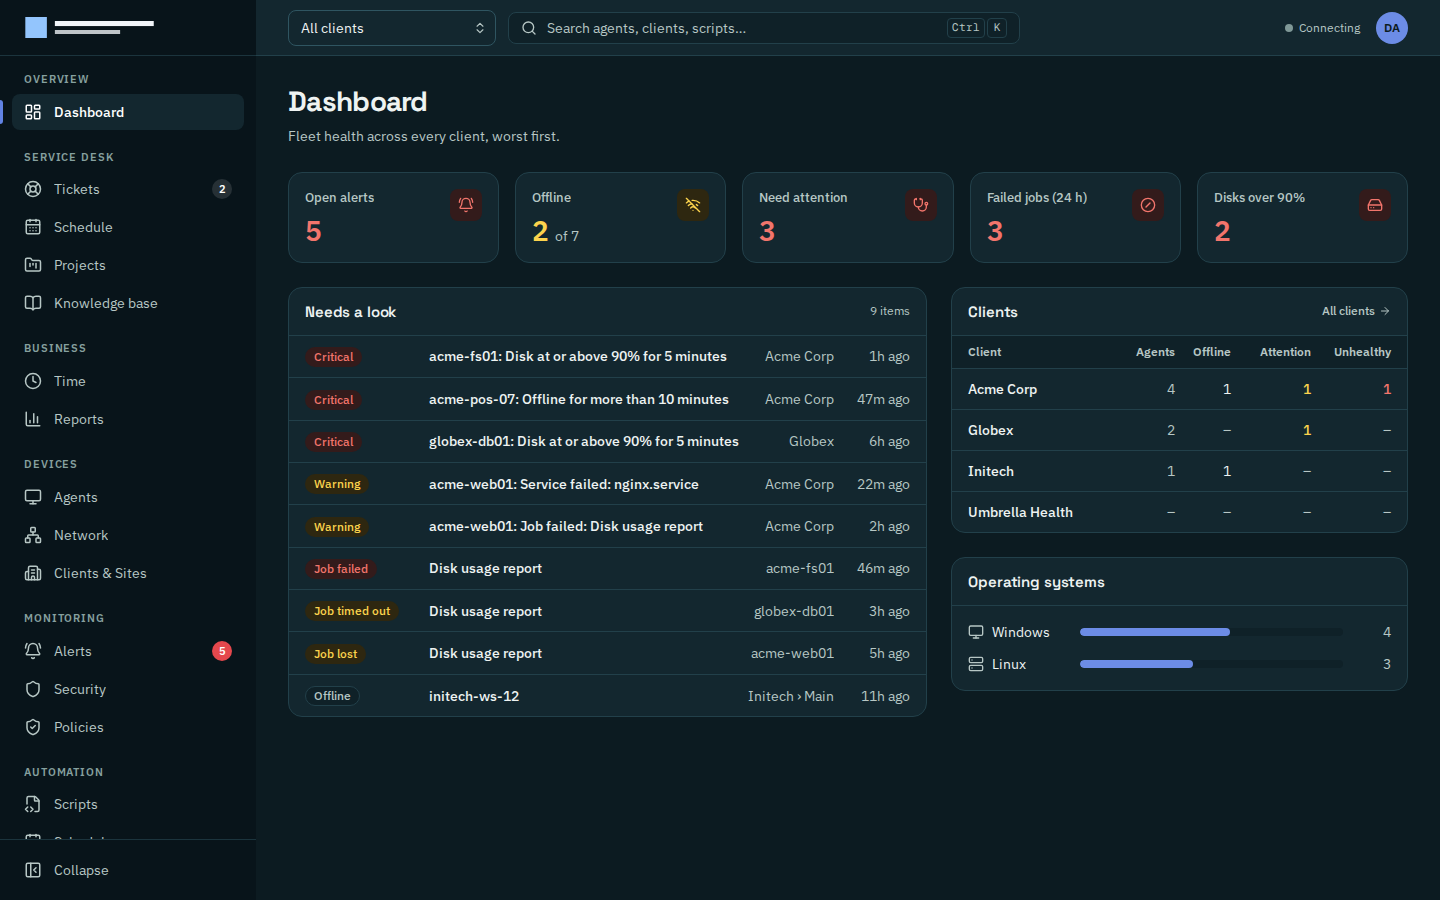 All clients
Search agents, clients, scripts...
Ctrl K
Connecting
DA
OVERVIEW
Dashboard
SERVICE DESK
Tickets 2
Schedule
Projects
Knowledge base
BUSINESS
Time
Reports
DEVICES
Agents
Network
Clients & Sites
MONITORING
Alerts 5
Security
Policies
AUTOMATION
Scripts
Collapse
Dashboard
Fleet health across every client, worst first.
Open alerts
5
Offline
2 of 7
Need attention
3
Failed jobs (24 h)
3
Disks over 90%
2
Needs a look 9 items
Critical acme-fs01: Disk at or above 90% for 5 minutes Acme Corp 1h ago
Critical acme-pos-07: Offline for more than 10 minutes Acme Corp 47m ago
Critical globex-db01: Disk at or above 90% for 5 minutes Globex 6h ago
Warning acme-web01: Service failed: nginx.service Acme Corp 22m ago
Warning acme-web01: Job failed: Disk usage report Acme Corp 2h ago
Job failed Disk usage report acme-fs01 46m ago
Job timed out Disk usage report globex-db01 3h ago
Job lost Disk usage report acme-web01 5h ago
Offline initech-ws-12 Initech › Main 11h ago
Clients All clients →
Client Agents Offline Attention Unhealthy
Acme Corp 4 1 1 1
Globex 2 – 1 –
Initech 1 1 – –
Umbrella Health – – – –
Operating systems
Windows 4
Linux 3